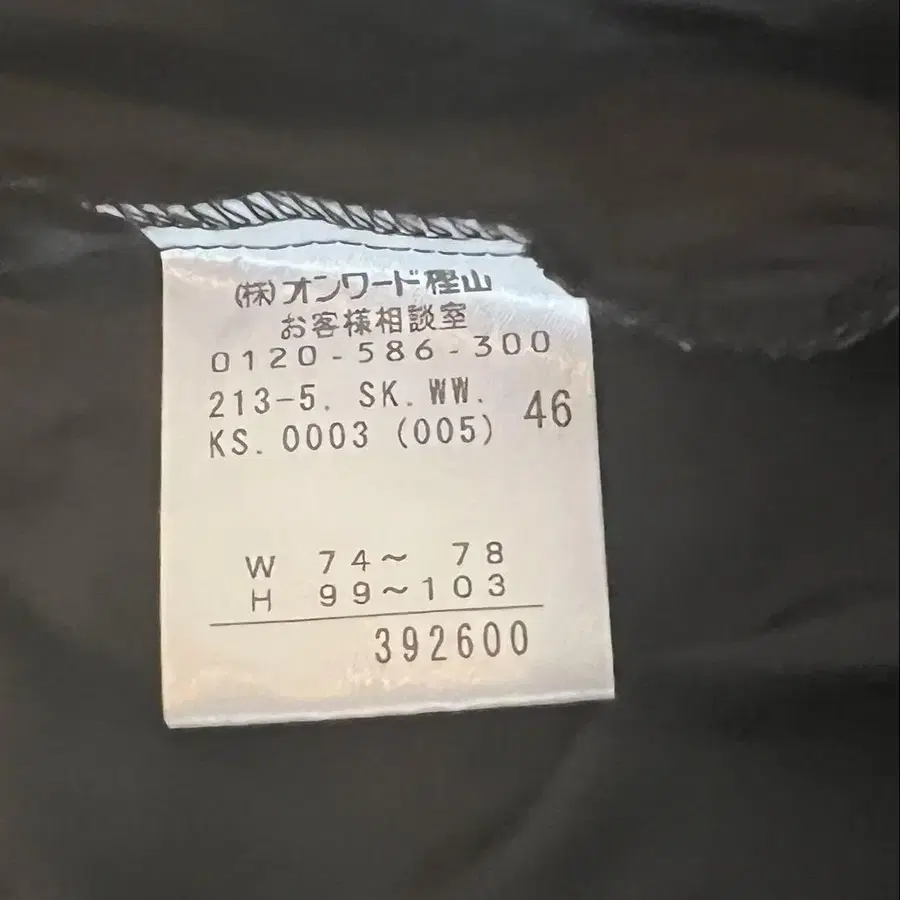 (株)オンワード樫山
お客様相談室
0120-586-300
213-5. SK. WW.
KS. 0003 (005) 46
W 74～ 78
H 99～103
392600